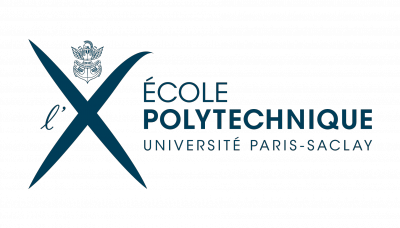 l'X
ÉCOLE
POLYTECHNIQUE
UNIVERSITÉ PARIS-SACLAY